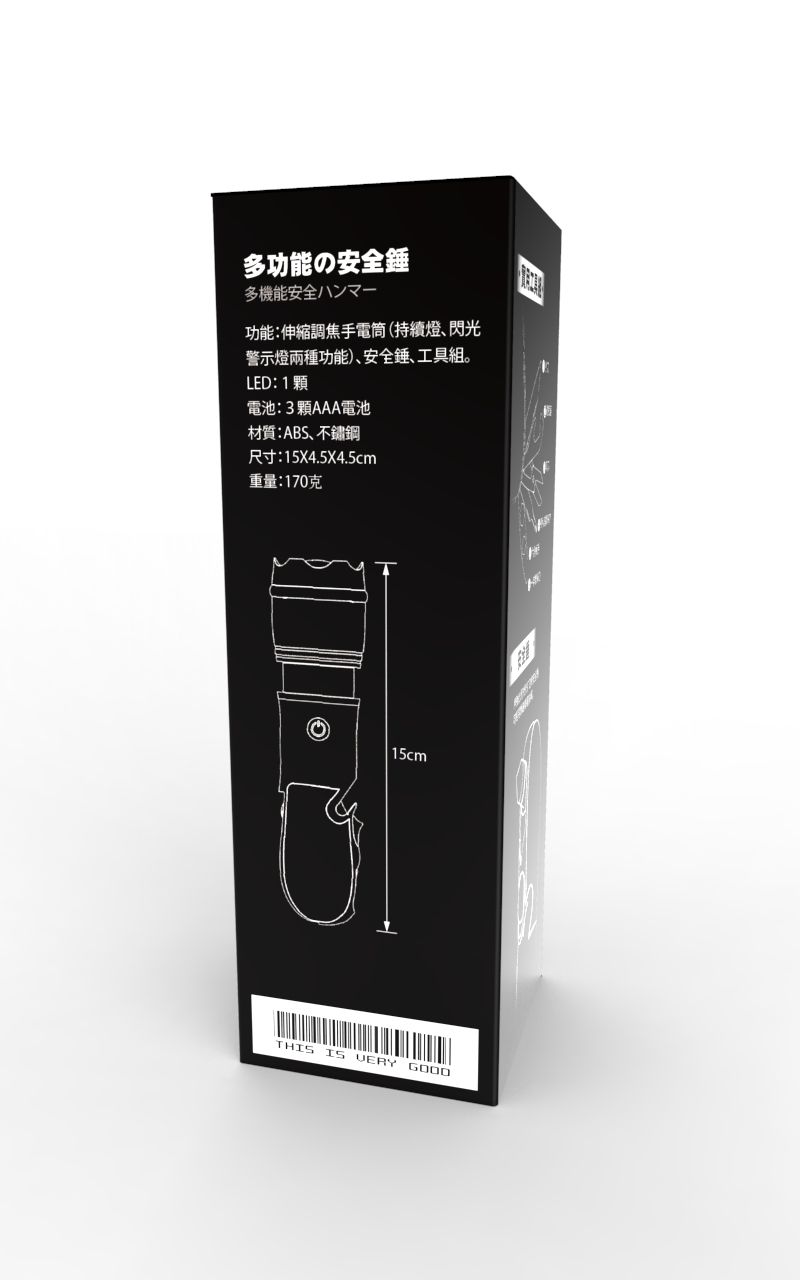 多功能の安全錘
多機能安全ハンマー
功能：伸縮調焦手電筒（持續燈、閃光
警示燈兩種功能）、安全錘、工具組。
LED：1 顆
電池：3 顆AAA電池
材質：ABS、不鏽鋼
尺寸：15X4.5X4.5cm
重量：170克
15cm
THIS IS VERY GOOD
安全錘